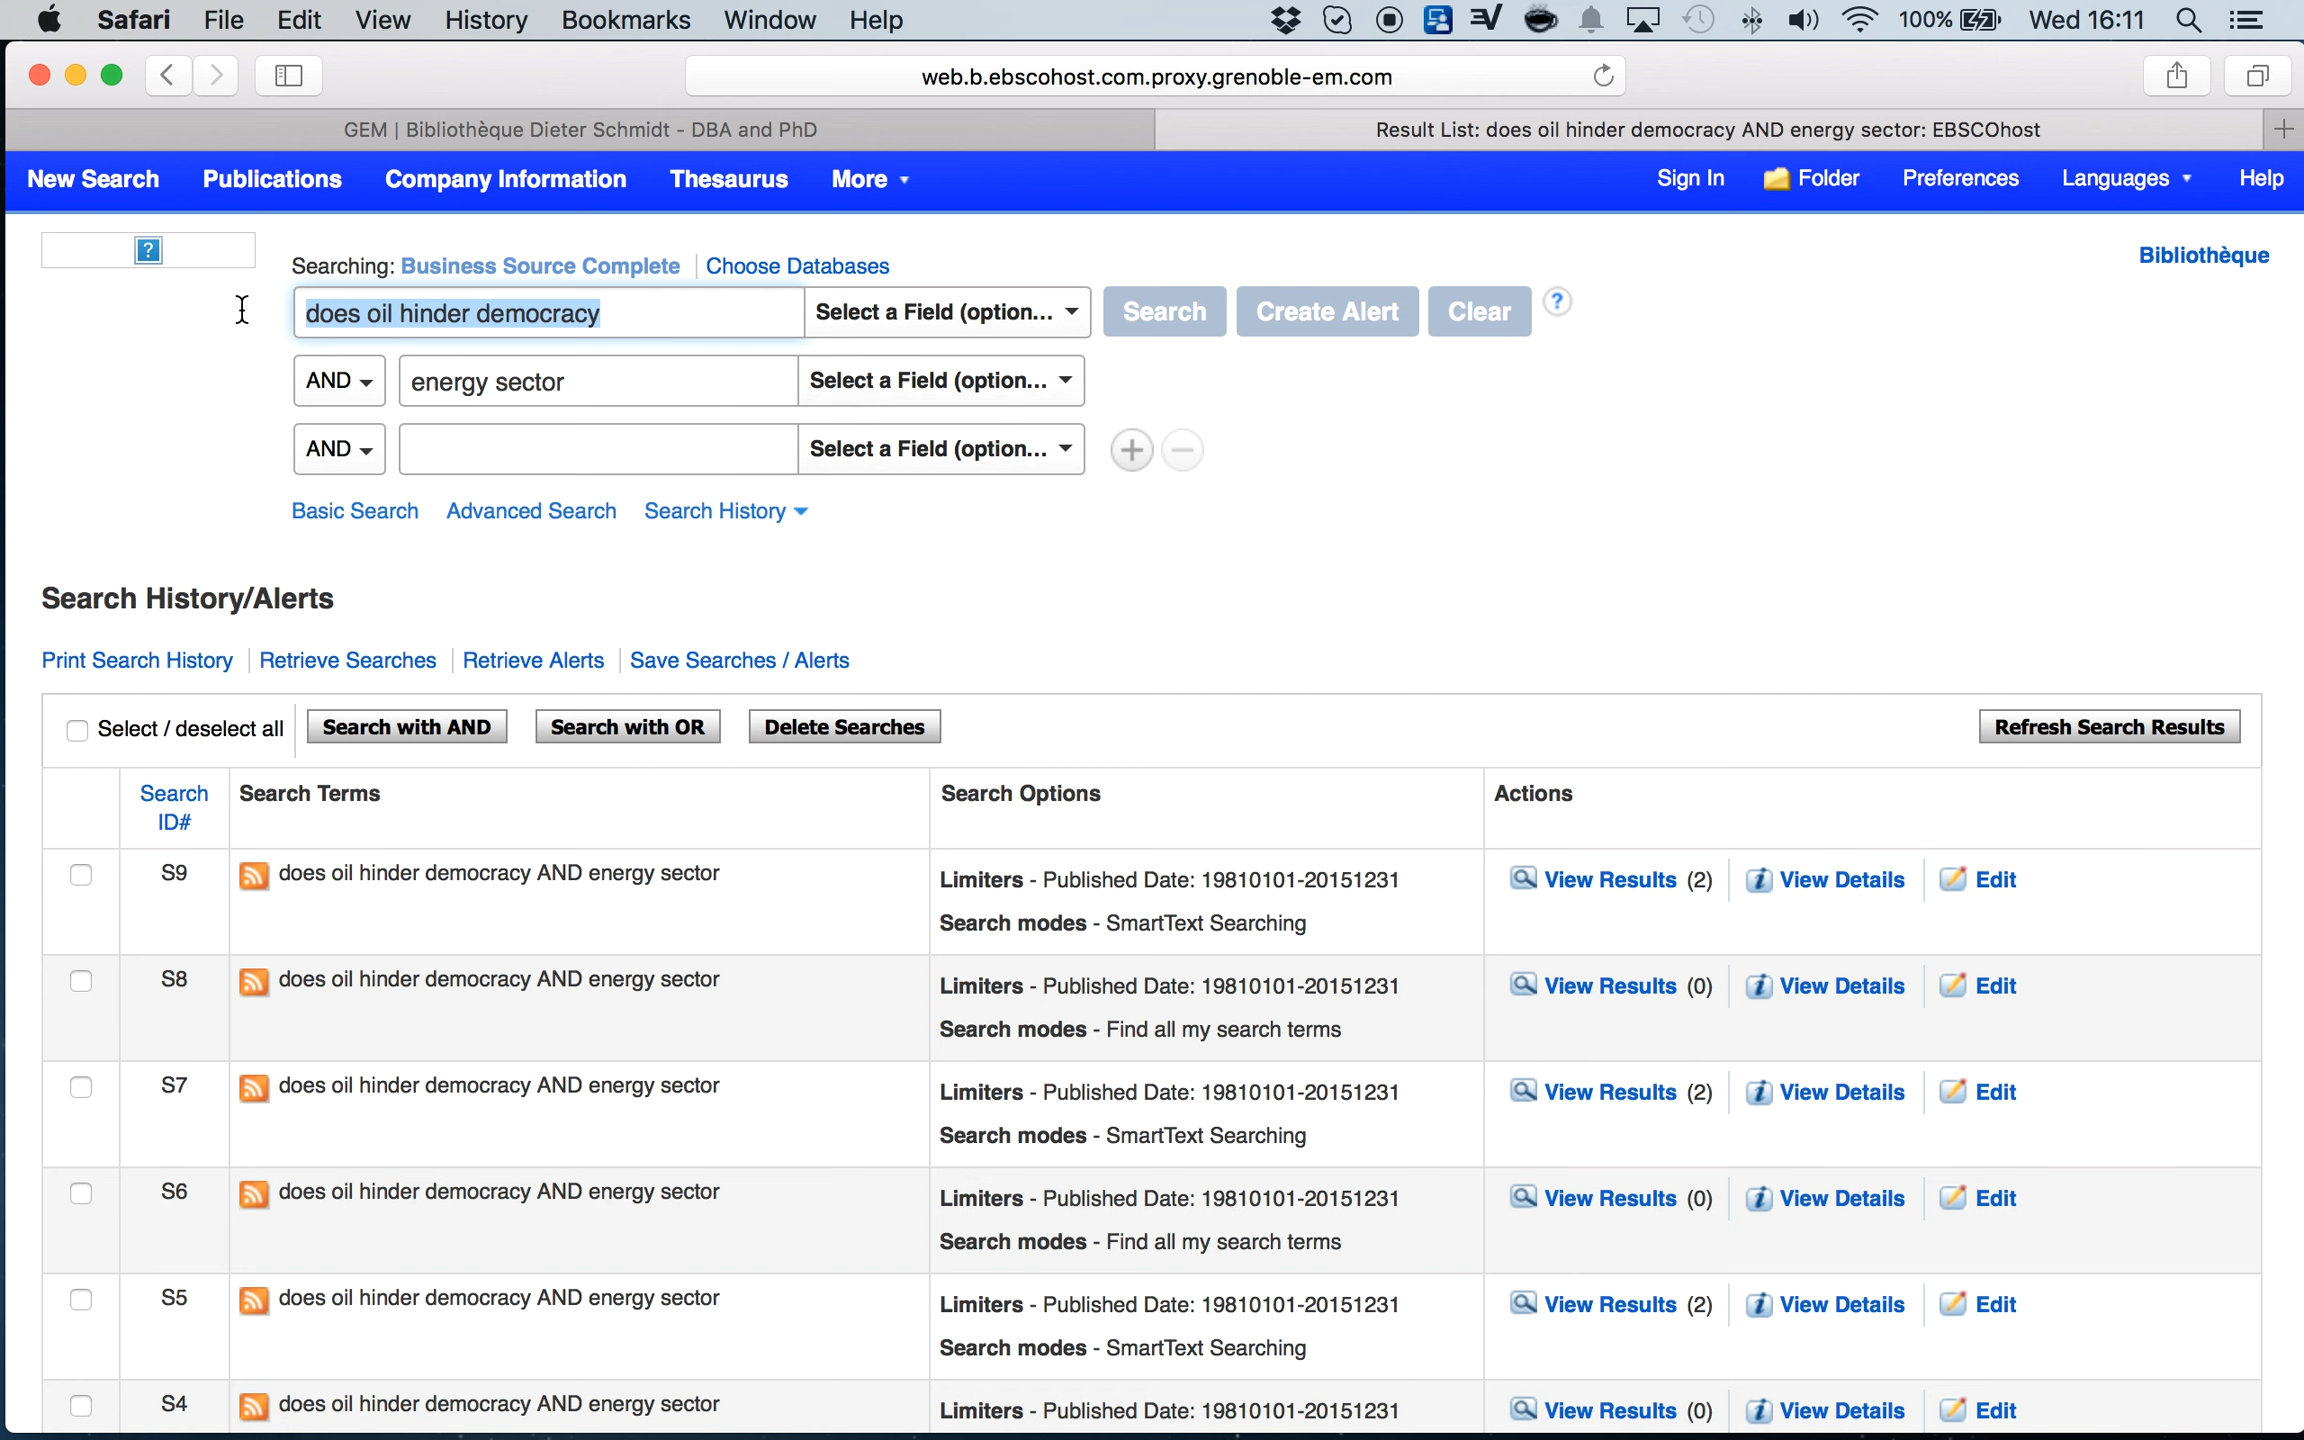 Safari File Edit View History Bookmarks Window Help 100% Wed 16:11
web.b.ebscohost.com.proxy.grenoble-em.com
GEM | Bibliothèque Dieter Schmidt - DBA and PhD Result List: does oil hinder democracy AND energy sector: EBSCOhost
New Search Publications Company Information Thesaurus More Sign In Folder Preferences Languages Help
Searching: Business Source Complete Choose Databases Bibliothèque
does oil hinder democracy Select a Field (option... Search Create Alert Clear ?
AND energy sector Select a Field (option...
AND Select a Field (option...
Basic Search Advanced Search Search History
Search History/Alerts
Print Search History Retrieve Searches Retrieve Alerts Save Searches / Alerts
Select / deselect all Search with AND Search with OR Delete Searches Refresh Search Results
Search ID# Search Terms Search Options Actions
S9 does oil hinder democracy AND energy sector Limiters - Published Date: 19810101-20151231 View Results (2) View Details Edit
Search modes - SmartText Searching
S8 does oil hinder democracy AND energy sector Limiters - Published Date: 19810101-20151231 View Results (0) View Details Edit
Search modes - Find all my search terms
S7 does oil hinder democracy AND energy sector Limiters - Published Date: 19810101-20151231 View Results (2) View Details Edit
Search modes - SmartText Searching
S6 does oil hinder democracy AND energy sector Limiters - Published Date: 19810101-20151231 View Results (0) View Details Edit
Search modes - Find all my search terms
S5 does oil hinder democracy AND energy sector Limiters - Published Date: 19810101-20151231 View Results (2) View Details Edit
Search modes - SmartText Searching
S4 does oil hinder democracy AND energy sector Limiters - Published Date: 19810101-20151231 View Results (0) View Details Edit